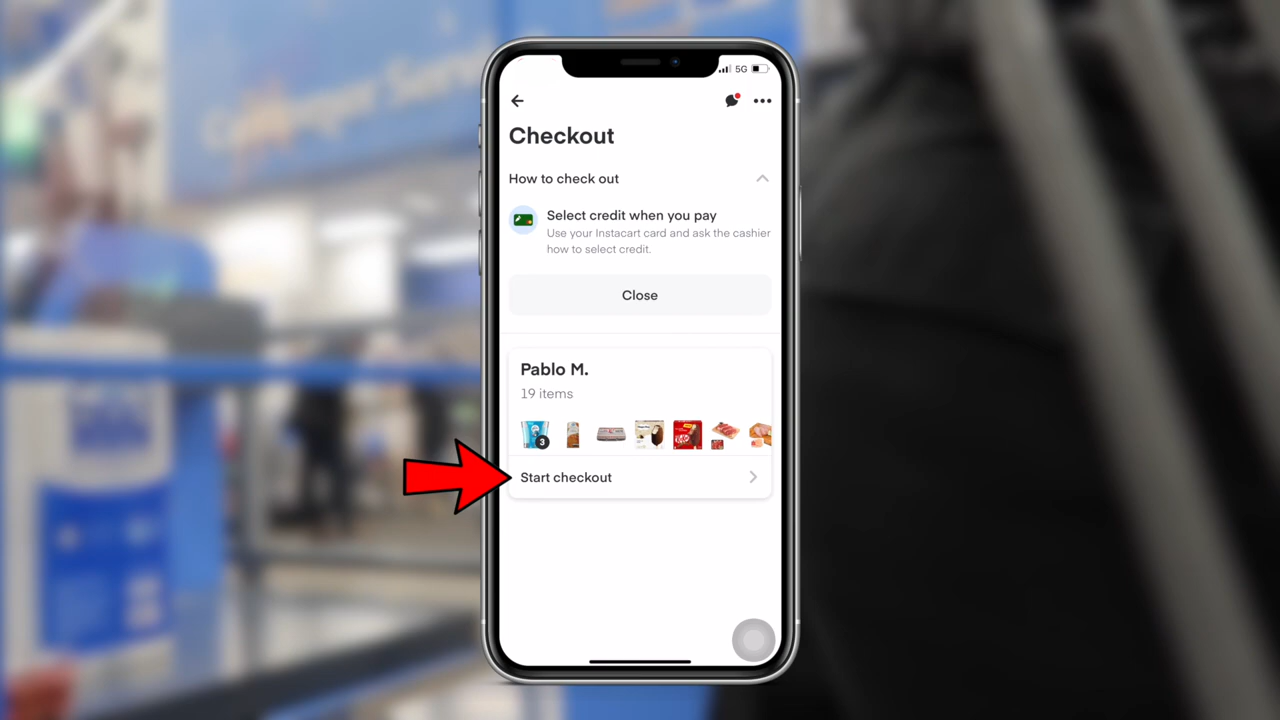 5G
Checkout
How to check out
Select credit when you pay
Use your Instacart card and ask the cashier
how to select credit.
Close
Pablo M.
19 items
3
Start checkout